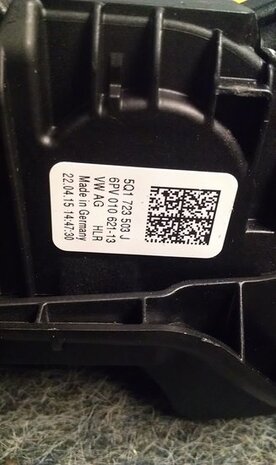 5Q1 723 503 J
6PV 010 621-13
VW AG HLR
Made in Germany
22.04.15 14:47:30